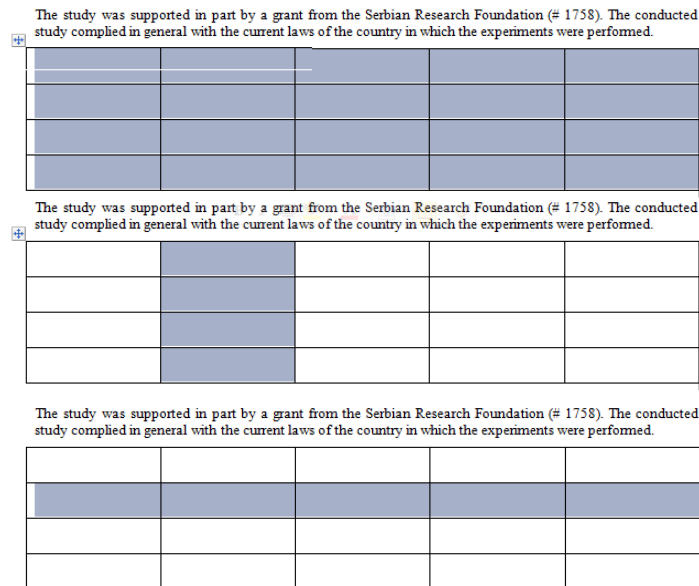 The study was supported in part by a grant from the Serbian Research Foundation (# 1758). The conducted
study complied in general with the current laws of the country in which the experiments were performed.
The study was supported in part by a grant from the Serbian Research Foundation (# 1758). The conducted
study complied in general with the current laws of the country in which the experiments were performed.
The study was supported in part by a grant from the Serbian Research Foundation (# 1758). The conducted
study complied in general with the current laws of the country in which the experiments were performed.